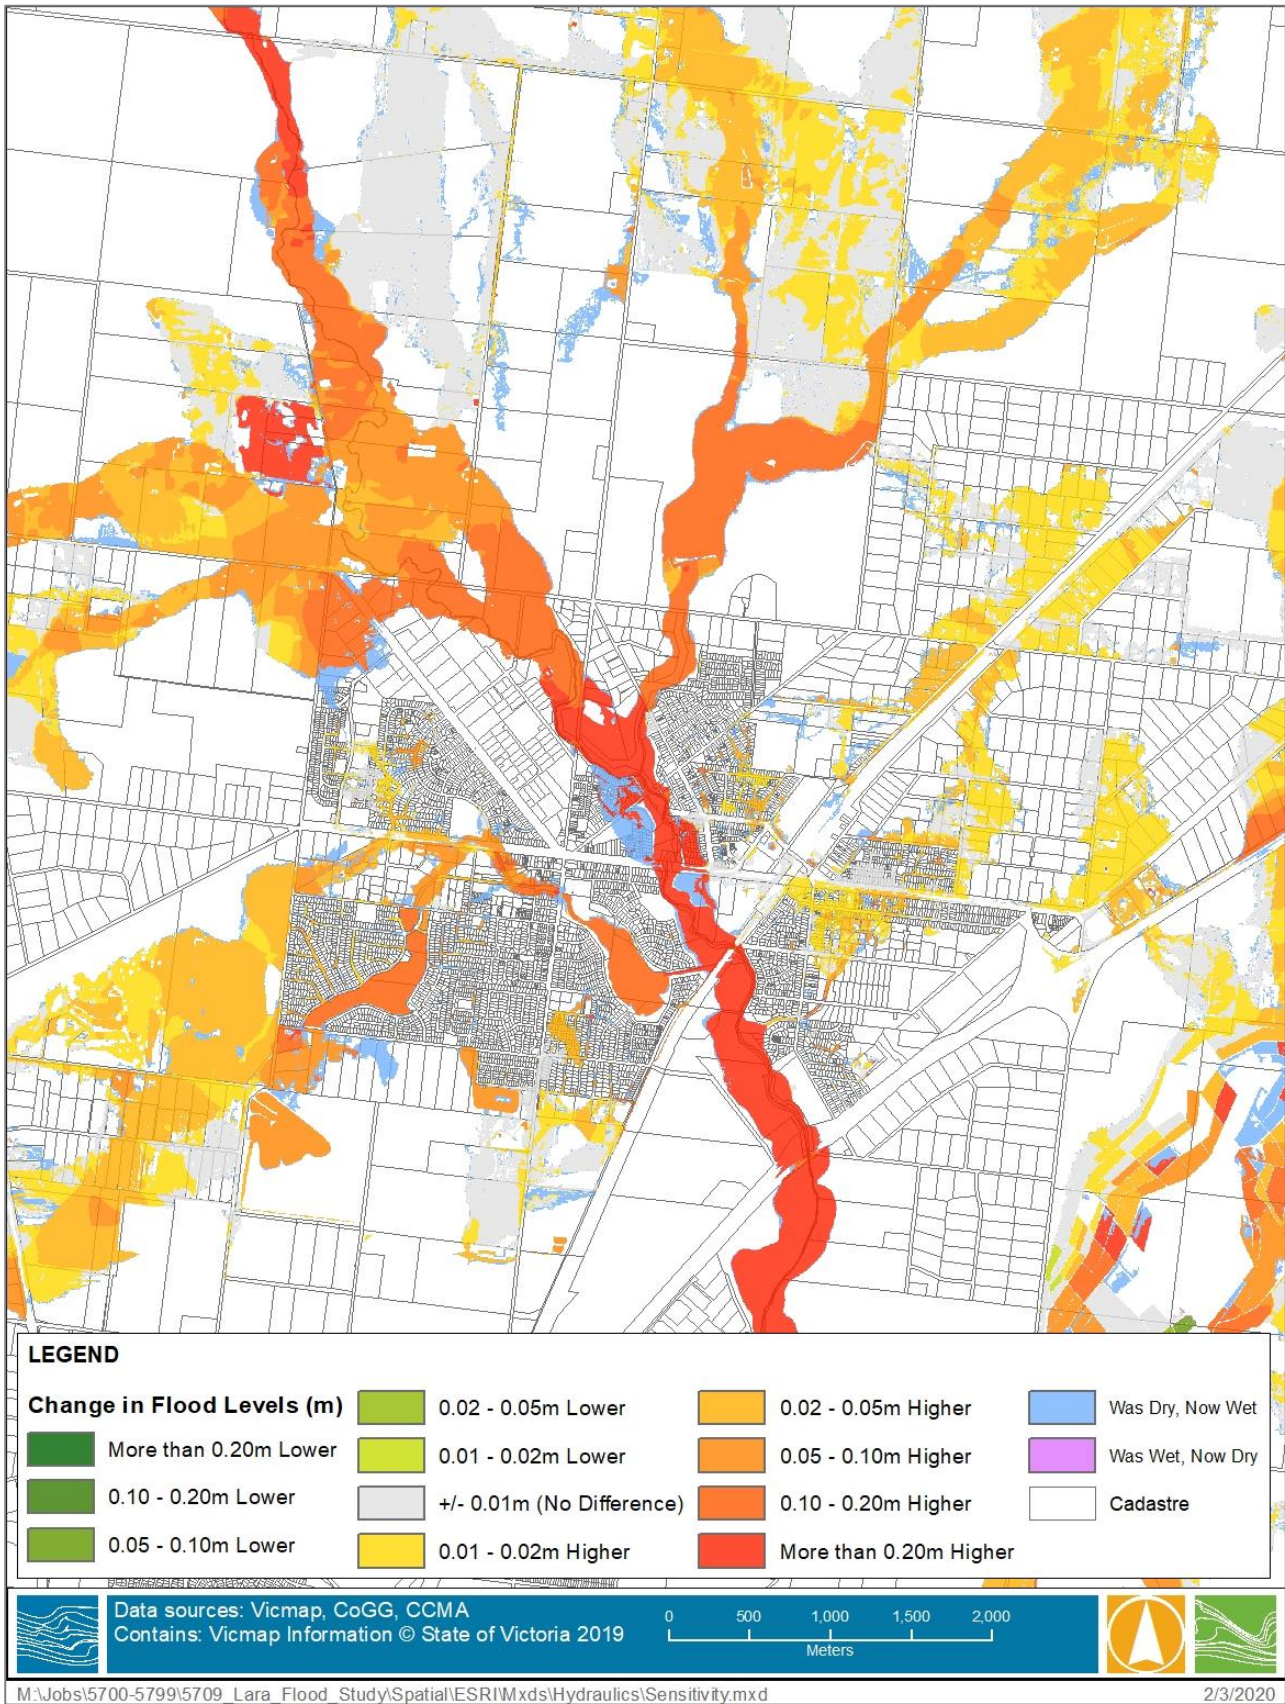 LEGEND
Change in Flood Levels (m)
More than 0.20m Lower
0.10 - 0.20m Lower
0.05 - 0.10m Lower
0.02 - 0.05m Lower
0.01 - 0.02m Lower
+/- 0.01m (No Difference)
0.01 - 0.02m Higher
0.02 - 0.05m Higher
0.05 - 0.10m Higher
0.10 - 0.20m Higher
More than 0.20m Higher
Was Dry, Now Wet
Was Wet, Now Dry
Cadastre
Data sources: Vicmap, CoGG, CCMA
Contains: Vicmap Information © State of Victoria 2019
0 500 1,000 1,500 2,000
Meters
M:\Jobs\5700-5799\5709_Lara_Flood_Study\Spatial\ESRI\Mxds\Hydraulics\Sensitivity.mxd
2/3/2020